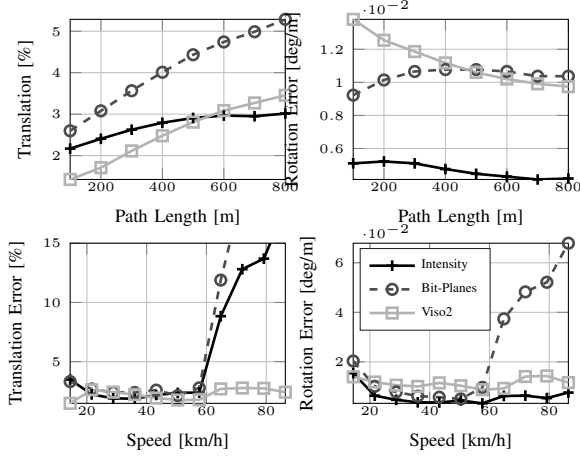 ·10⁻²
5
4
3
2
200 400 600 800
Translation [%]
Path Length [m]
1.2
1
0.8
0.6
200 400 600 800
Rotation Error [deg/m]
Path Length [m]
15
10
5
20 40 60 80
Translation Error [%]
Speed [km/h]
·10⁻²
6
4
2
20 40 60 80
Rotation Error [deg/m]
Speed [km/h]
Intensity
Bit-Planes
Viso2